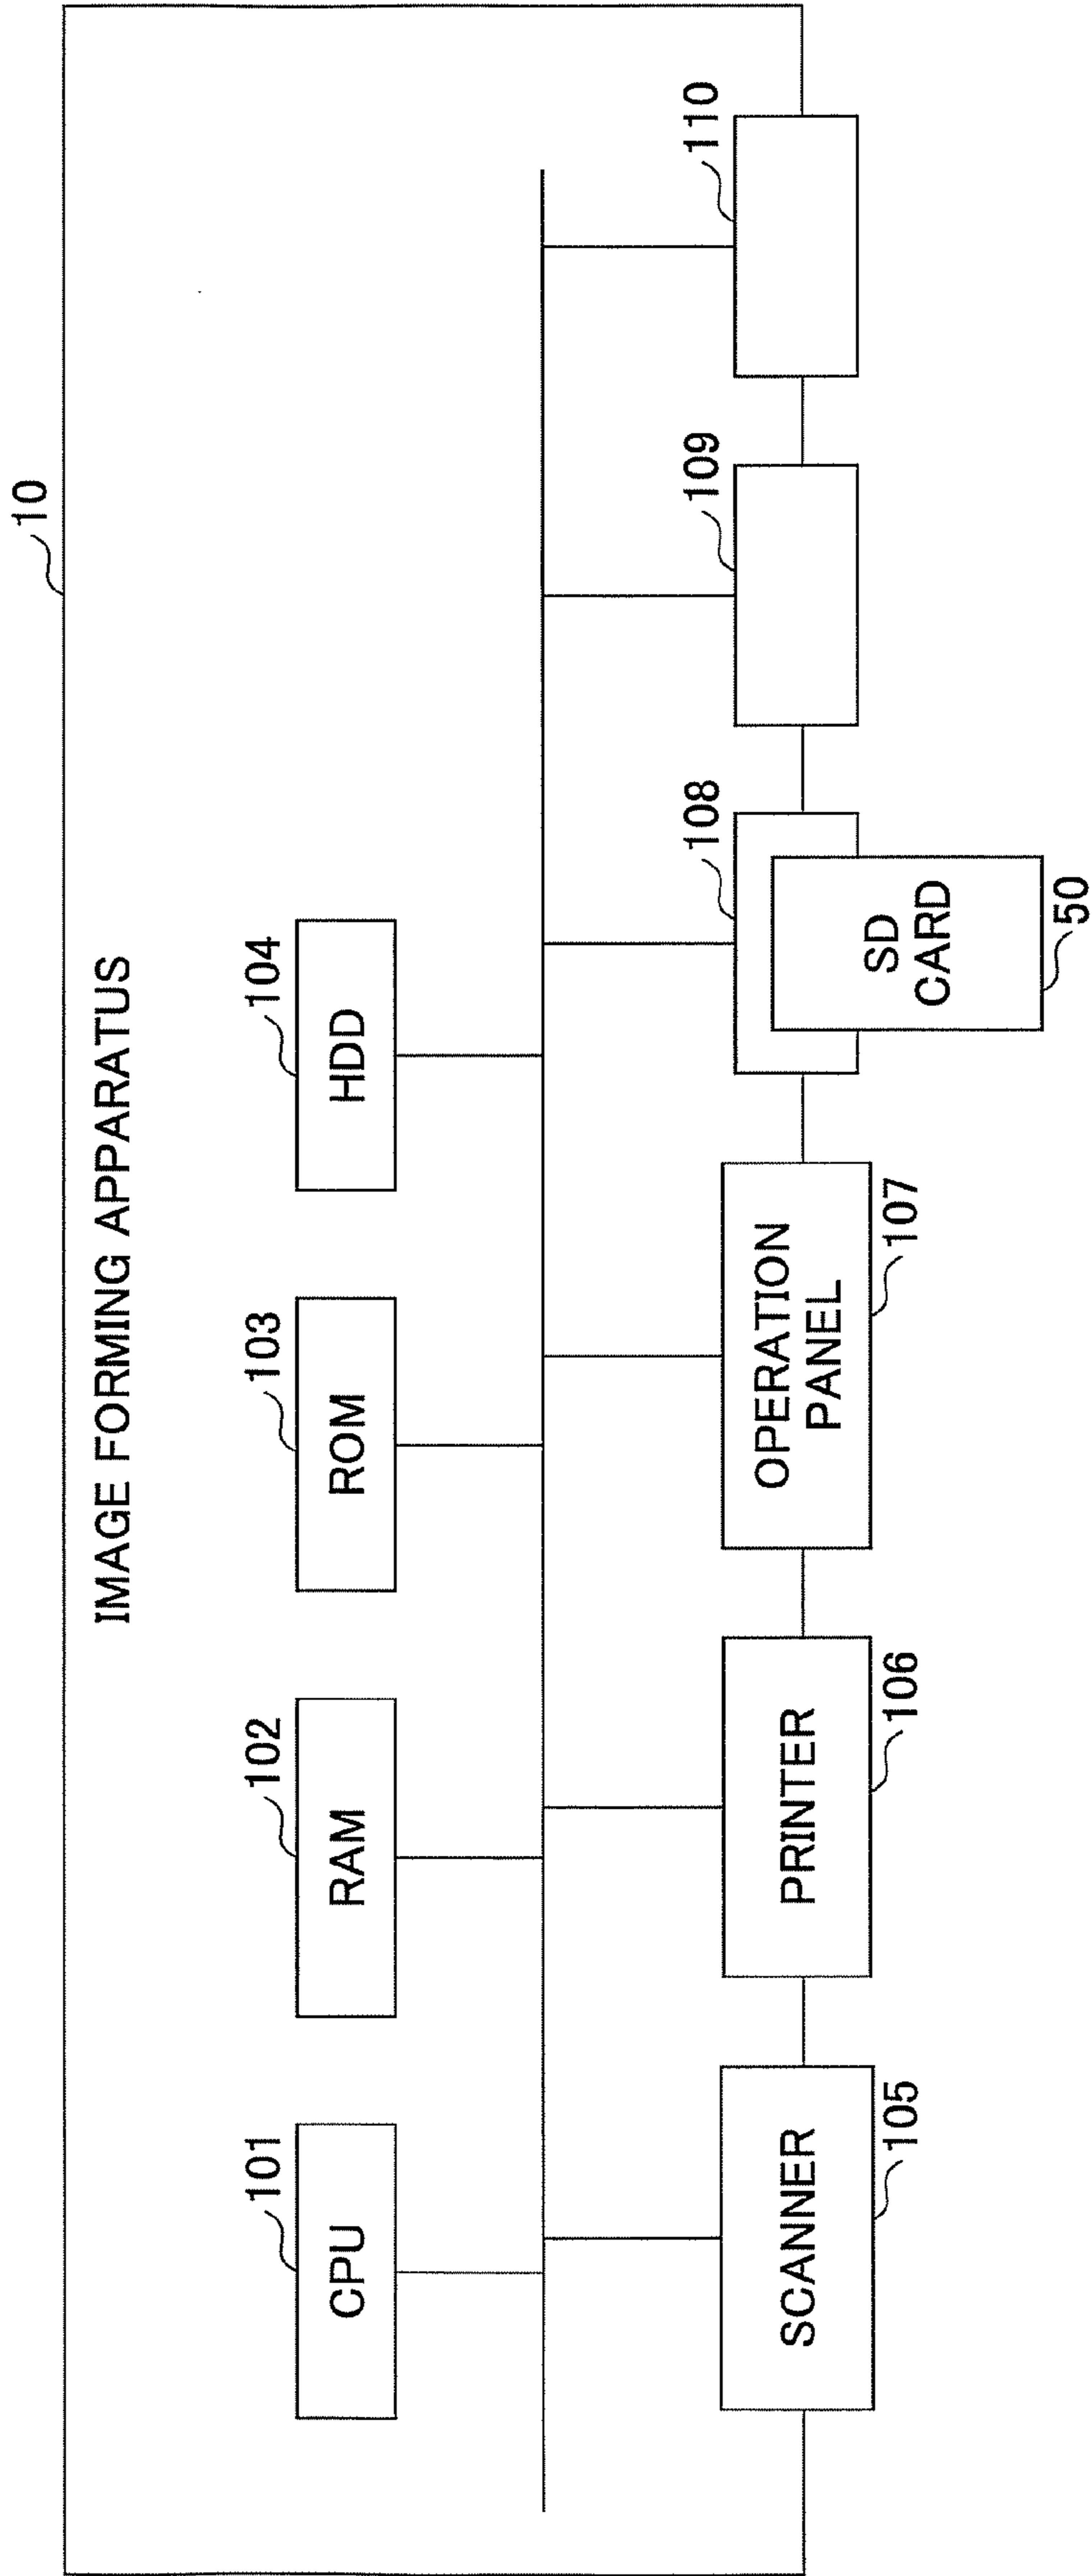 10
IMAGE FORMING APPARATUS
101
102
103
104
CPU
RAM
ROM
HDD
108
109
110
SCANNER
PRINTER
OPERATION
PANEL
SD
CARD
105
106
107
50